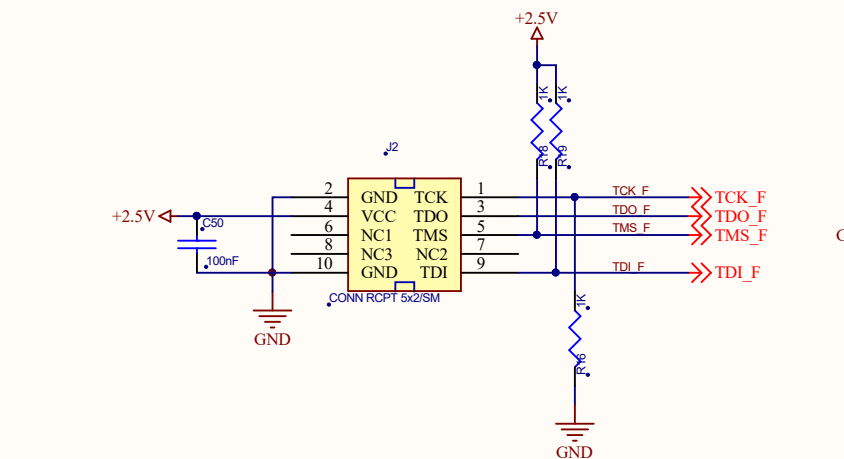 +2.5V
1K
1K
R18
R19
J2
2 GND TCK 1 TCK_F TCK_F
+2.5V 4 VCC TDO 3 TDO_F TDO_F
C50 6 NC1 TMS 5 TMS_F TMS_F
8 NC3 NC2 7
100nF 10 GND TDI 9 TDI_F TDI_F
CONN RCPT 5x2/SM
1K
GND
R16
GND